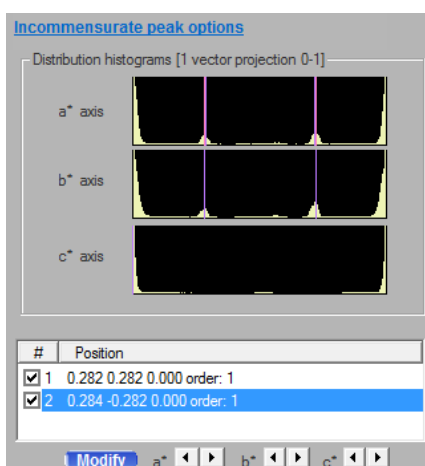 Incommensurate peak options
Distribution histograms [1 vector projection 0-1]
a* axis
b* axis
c* axis
# Position
1 0.282 0.282 0.000 order: 1
2 0.284 -0.282 0.000 order: 1
Modify a* b* c*